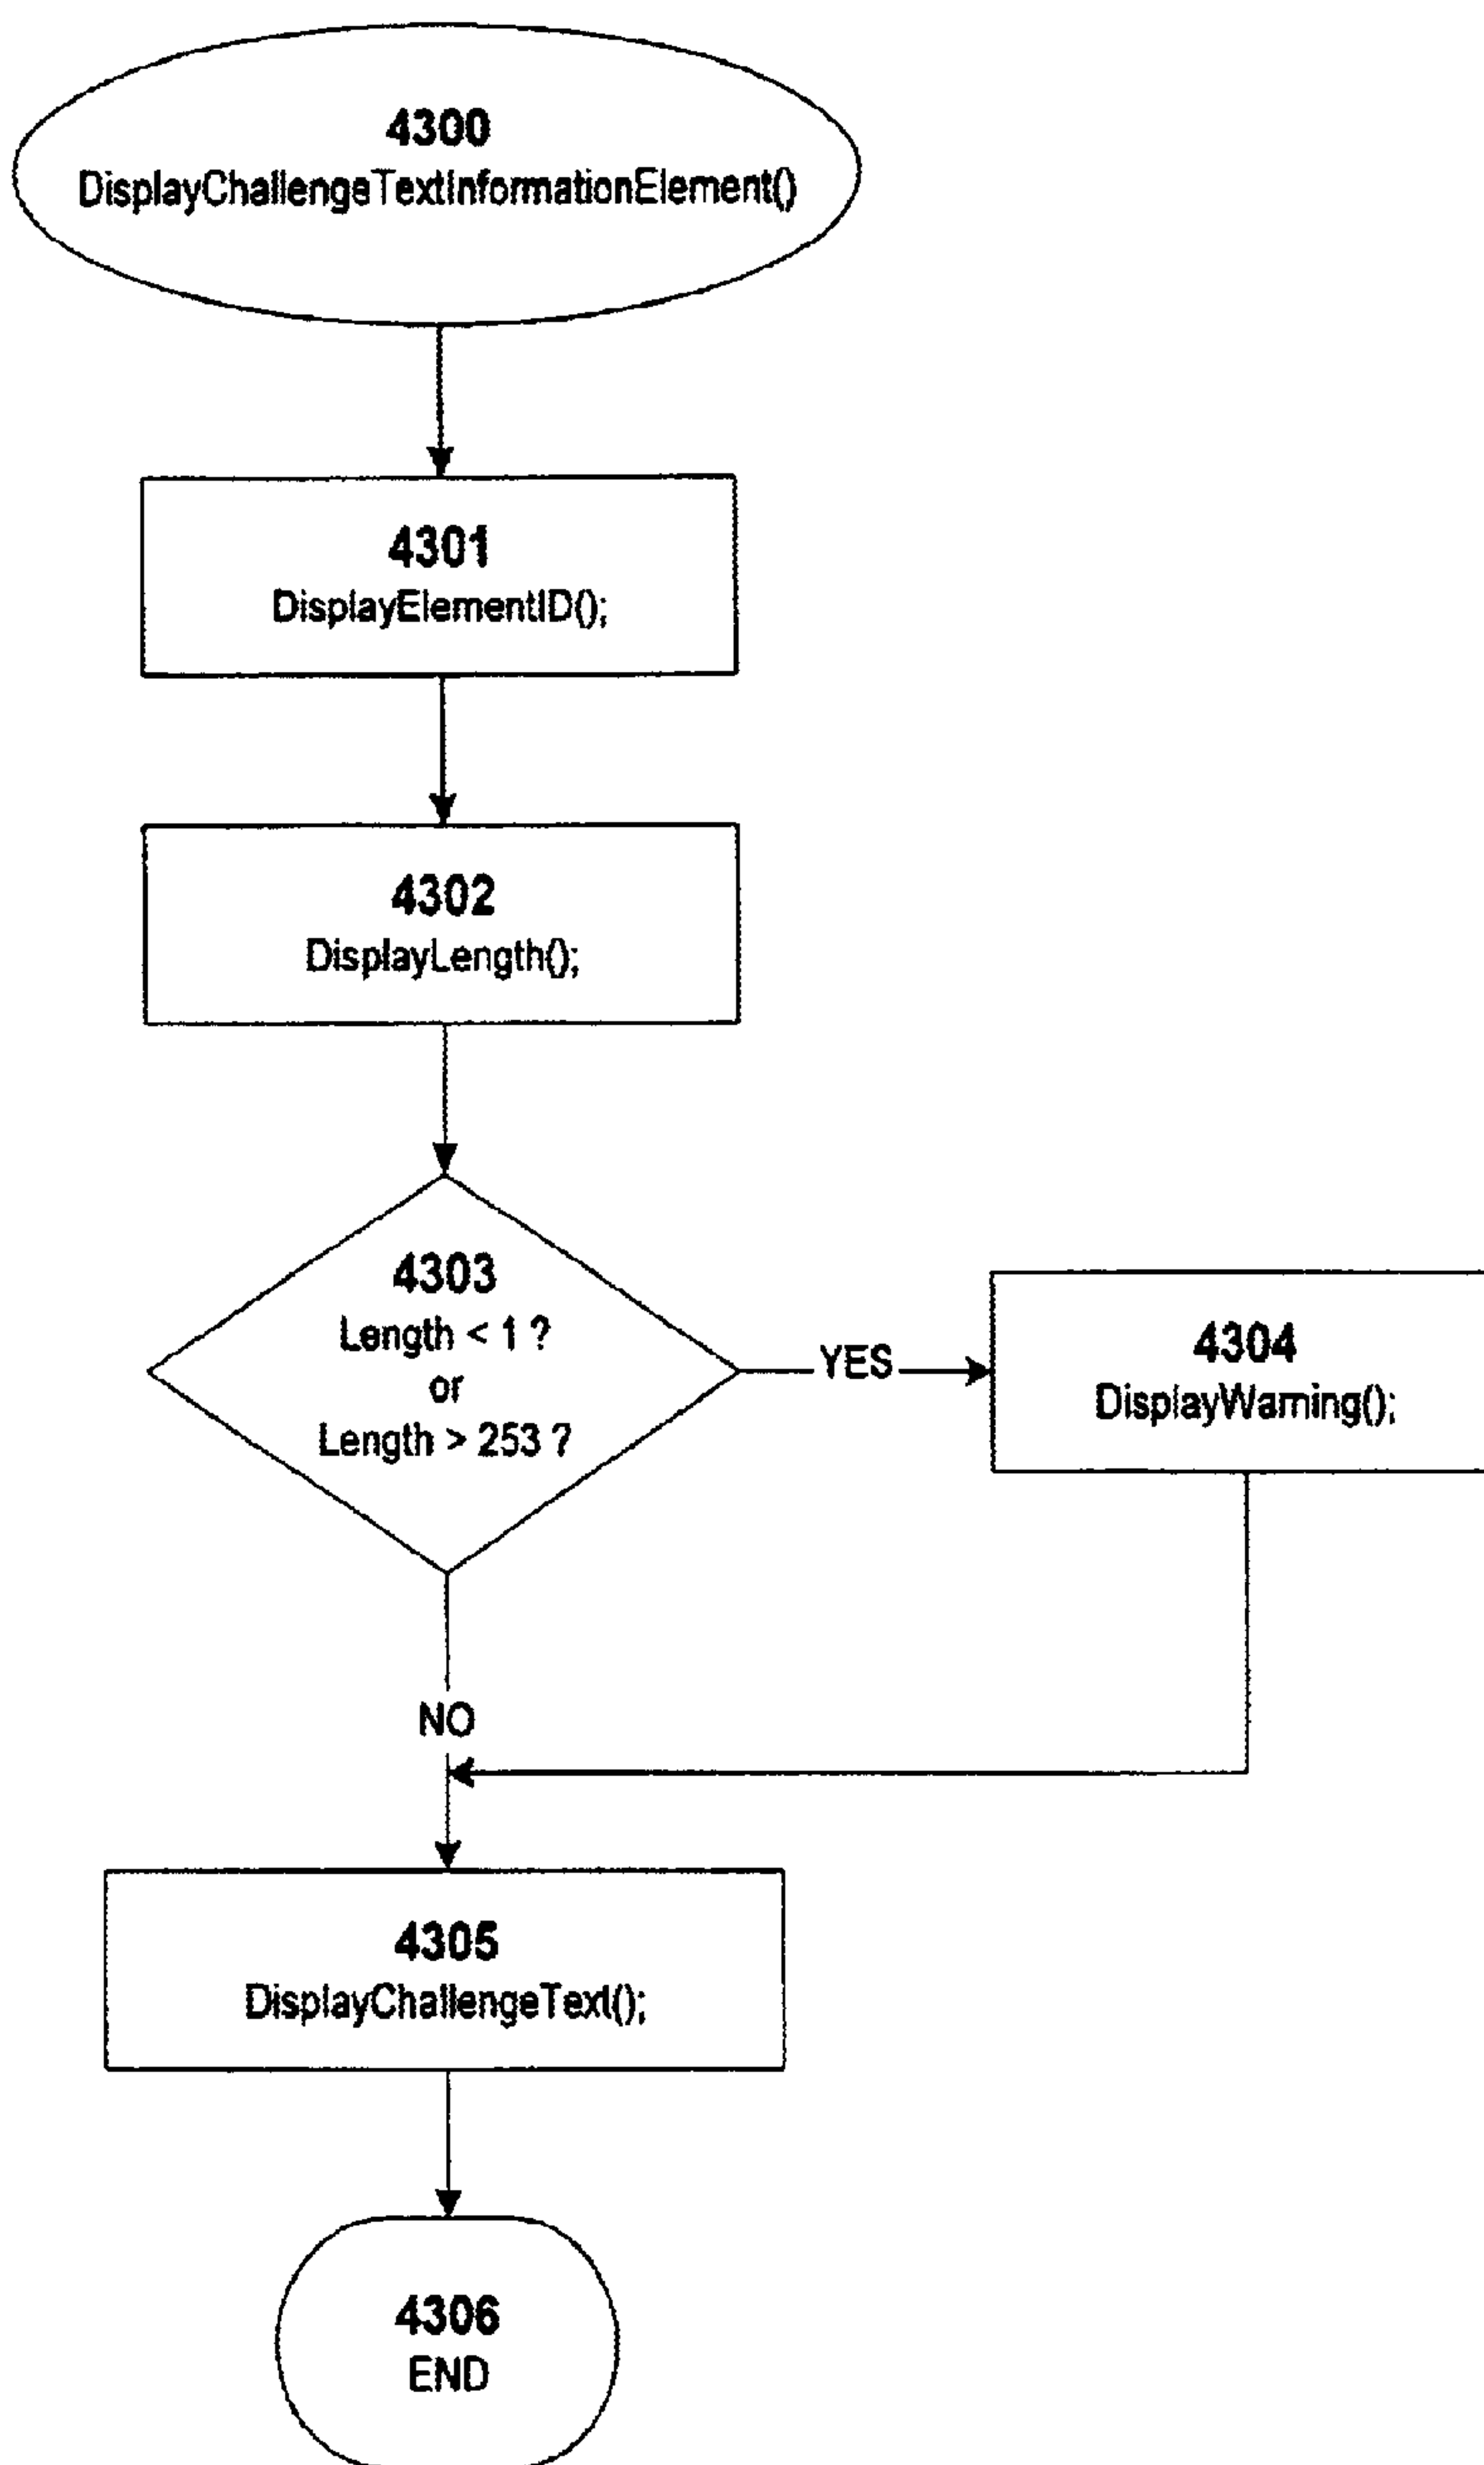 4300
DisplayChallengeTextInformationElement()
4301
DisplayElementID();
4302
DisplayLength();
4303
Length < 1 ?
or
Length > 253 ?
YES
4304
DisplayWarning();
NO
4305
DisplayChallengeText();
4306
END